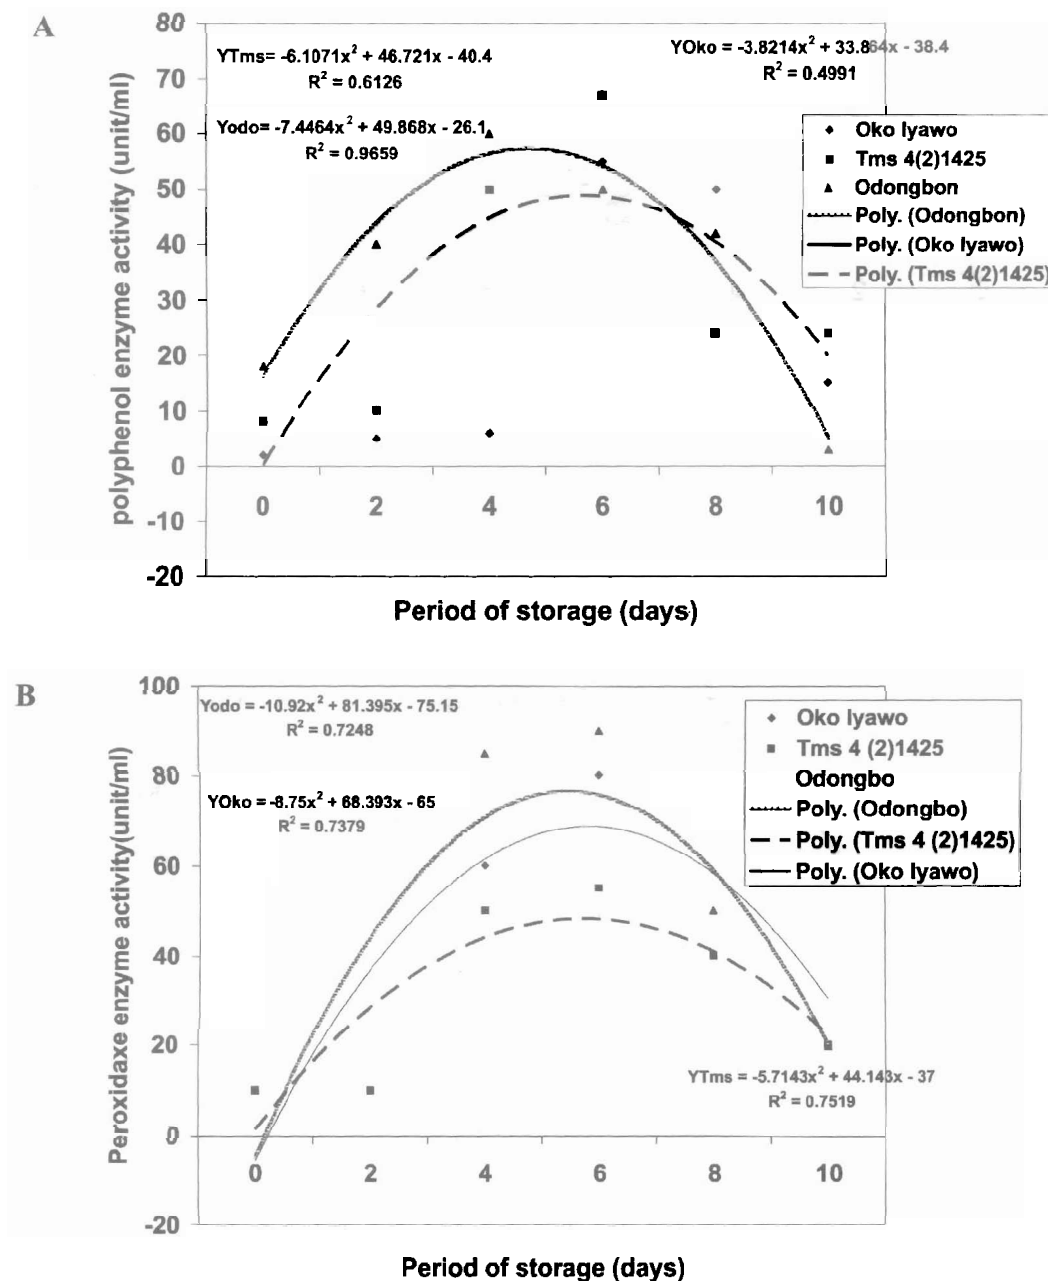 A
80
70
60
50
40
30
20
10
0
-10
-20
polyphenol enzyme activity (unit/ml)
YTms= -6.1071x² + 46.721x - 40.4
R² = 0.6126
YOko = -3.8214x² + 33.864x - 38.4
R² = 0.4991
Yodo= -7.4464x² + 49.868x - 26.1
R² = 0.9659
Oko Iyawo
Tms 4(2)1425
Odongbon
Poly. (Odongbon)
Poly. (Oko Iyawo)
Poly. (Tms 4(2)1425)
0 2 4 6 8 10
Period of storage (days)
B
100
80
60
40
20
0
-20
Peroxidaxe enzyme activity(unit/ml)
Yodo = -10.92x² + 81.395x - 75.15
R² = 0.7248
YOko = -8.75x² + 68.393x - 65
R² = 0.7379
Oko Iyawo
Tms 4 (2)1425
Odongbo
Poly. (Odongbo)
Poly. (Tms 4 (2)1425)
Poly. (Oko Iyawo)
YTms = -5.7143x² + 44.143x - 37
R² = 0.7519
0 2 4 6 8 10
Period of storage (days)